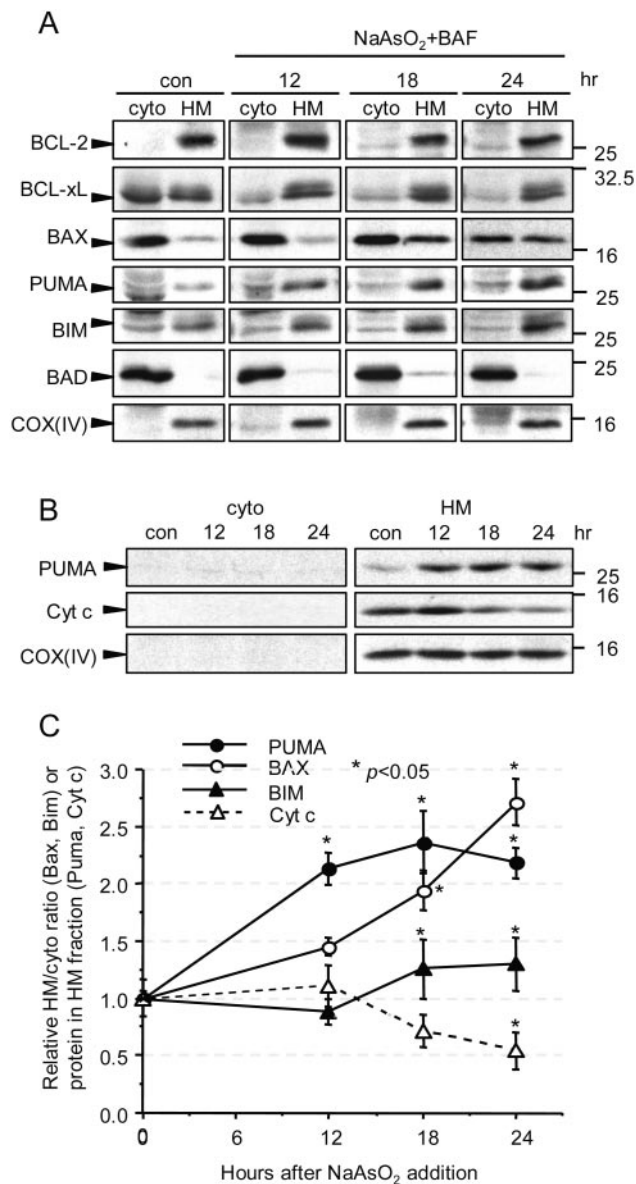 A
NaAsO₂+BAF
con 12 18 24 hr
cyto HM cyto HM cyto HM cyto HM
BCL-2 25
BCL-xL 32.5
BAX 16
PUMA 25
BIM 25
BAD 25
COX(IV) 16
B
cyto HM
con 12 18 24 con 12 18 24 hr
PUMA 25
Cyt c 16
COX(IV) 16
C
PUMA
BAX * p<0.05
BIM
Cyt c
Relative HM/cyto ratio (Bax, Bim) or
protein in HM fraction (Puma, Cyt c)
3.0
2.5
2.0
1.5
1.0
0.5
0.0
* * * * * * * *
0 6 12 18 24
Hours after NaAsO₂ addition